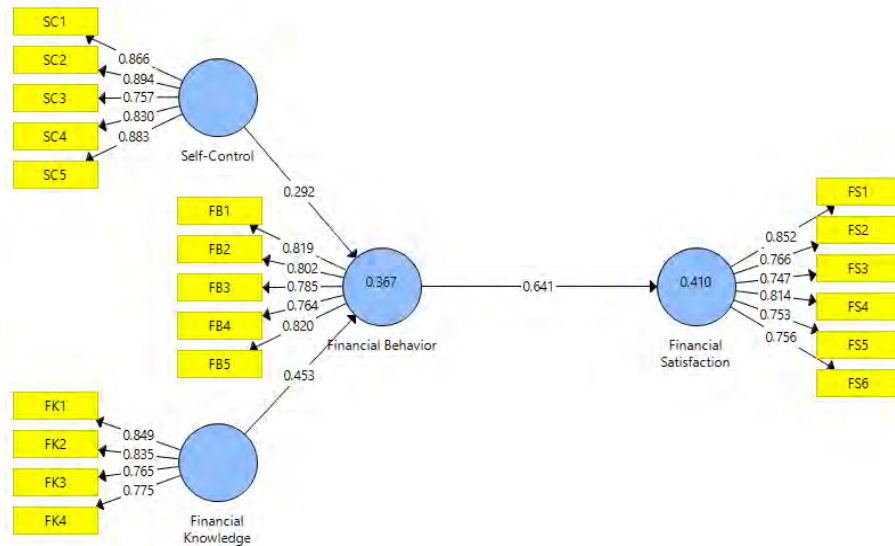 SC1
SC2
SC3
SC4
SC5
0.866
0.894
0.757
0.830
0.883
Self-Control
0.292
FB1
FB2
FB3
FB4
FB5
0.819
0.802
0.785
0.764
0.820
0.367
Financial Behavior
0.641
0.410
Financial
Satisfaction
0.852
0.766
0.747
0.814
0.753
0.756
FS1
FS2
FS3
FS4
FS5
FS6
0.453
FK1
FK2
FK3
FK4
0.849
0.835
0.765
0.775
Financial
Knowledge